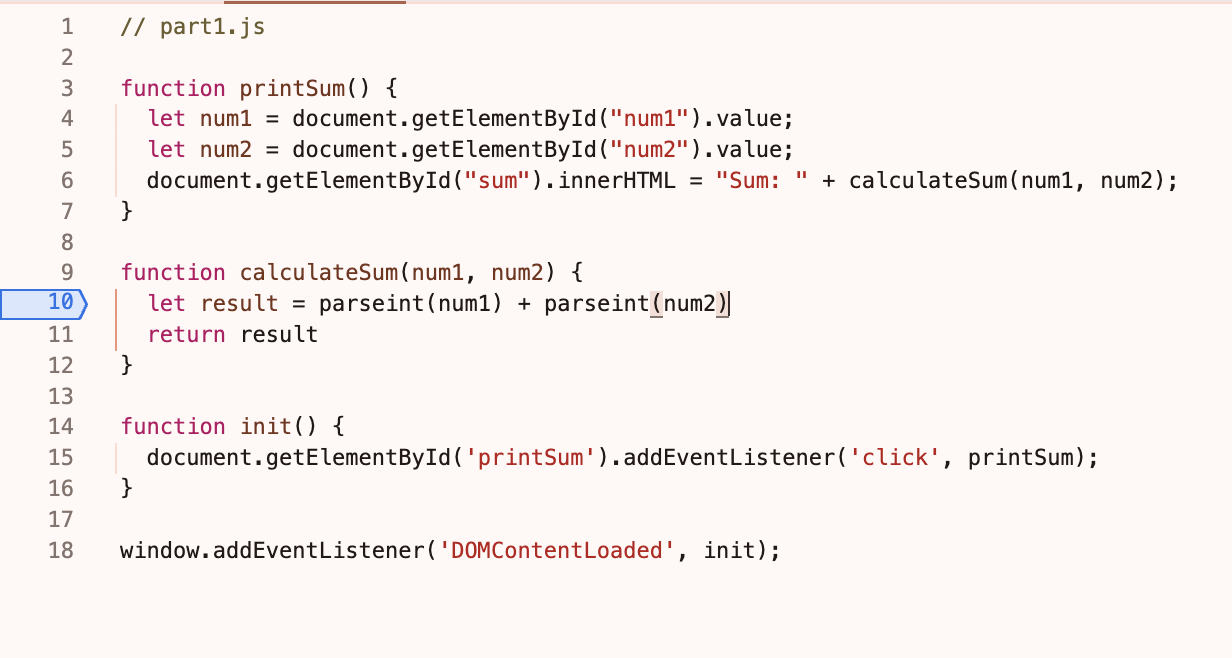 1 // part1.js
2
3 function printSum() {
4 let num1 = document.getElementById("num1").value;
5 let num2 = document.getElementById("num2").value;
6 document.getElementById("sum").innerHTML = "Sum: " + calculateSum(num1, num2);
7 }
8
9 function calculateSum(num1, num2) {
10 let result = parseint(num1) + parseint(num2)
11 return result
12 }
13
14 function init() {
15 document.getElementById('printSum').addEventListener('click', printSum);
16 }
17
18 window.addEventListener('DOMContentLoaded', init);